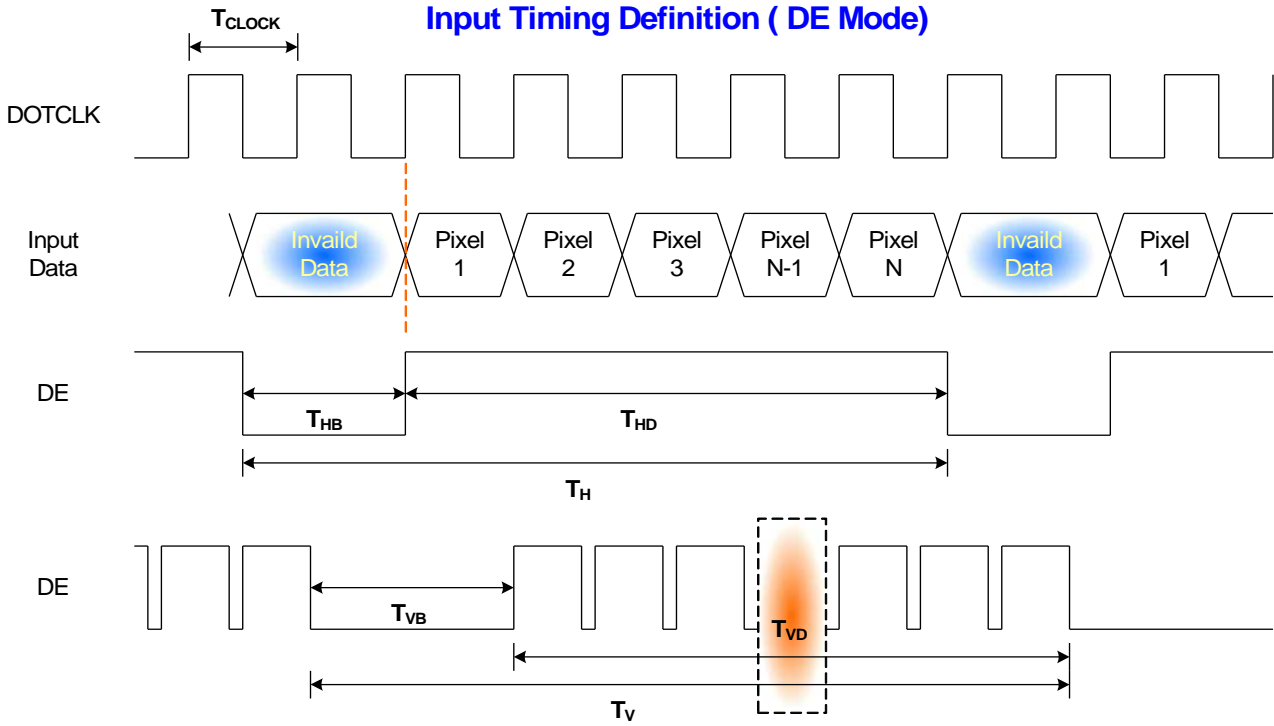 Input Timing Definition ( DE Mode)
TCLOCK
DOTCLK
Input
Data
Invaild
Data
Pixel
1
Pixel
2
Pixel
3
Pixel
N-1
Pixel
N
Invaild
Data
Pixel
1
DE
THB
THD
TH
DE
TVB
TVD
TV